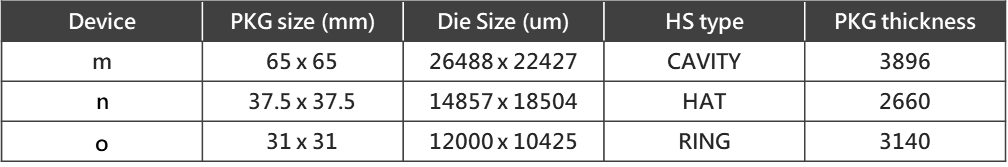 Device PKG size (mm) Die Size (um) HS type PKG thickness
m 65 x 65 26488 x 22427 CAVITY 3896
n 37.5 x 37.5 14857 x 18504 HAT 2660
o 31 x 31 12000 x 10425 RING 3140